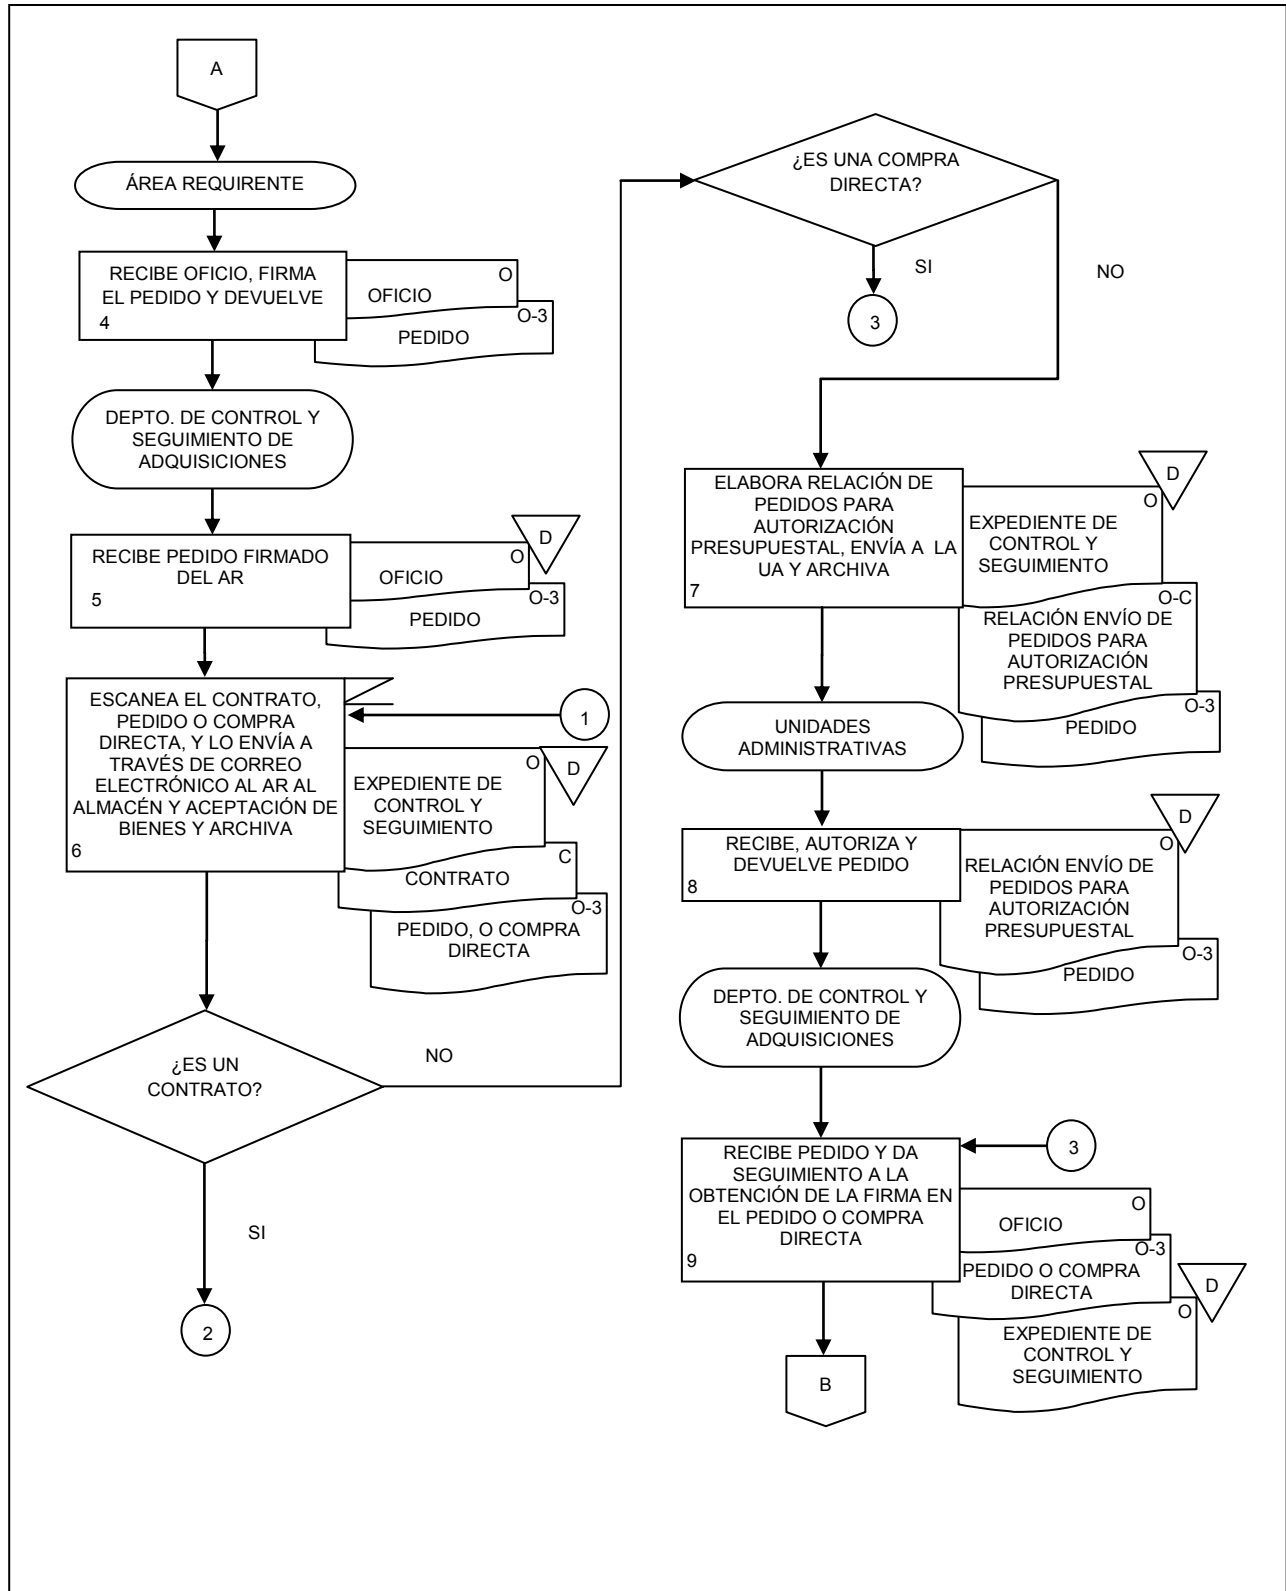 A
ÁREA REQUIRENTE
RECIBE OFICIO, FIRMA
EL PEDIDO Y DEVUELVE
4
O
OFICIO
O-3
PEDIDO
DEPTO. DE CONTROL Y
SEGUIMIENTO DE
ADQUISICIONES
RECIBE PEDIDO FIRMADO
DEL AR
5
D
O
OFICIO
O-3
PEDIDO
ESCANEA EL CONTRATO,
PEDIDO O COMPRA
DIRECTA, Y LO ENVÍA A
TRAVÉS DE CORREO
ELECTRÓNICO AL AR AL
ALMACÉN Y ACEPTACIÓN DE
BIENES Y ARCHIVA
6
1
D
O
EXPEDIENTE DE
CONTROL Y
SEGUIMIENTO
C
CONTRATO
O-3
PEDIDO, O COMPRA
DIRECTA
¿ES UN
CONTRATO?
NO
SI
2
¿ES UNA COMPRA
DIRECTA?
SI
NO
3
ELABORA RELACIÓN DE
PEDIDOS PARA
AUTORIZACIÓN
PRESUPUESTAL, ENVÍA A LA
UA Y ARCHIVA
7
D
O
EXPEDIENTE DE
CONTROL Y
SEGUIMIENTO
O-C
RELACIÓN ENVÍO DE
PEDIDOS PARA
AUTORIZACIÓN
PRESUPUESTAL
O-3
PEDIDO
UNIDADES
ADMINISTRATIVAS
RECIBE, AUTORIZA Y
DEVUELVE PEDIDO
8
D
O
RELACIÓN ENVÍO DE
PEDIDOS PARA
AUTORIZACIÓN
PRESUPUESTAL
O-3
PEDIDO
DEPTO. DE CONTROL Y
SEGUIMIENTO DE
ADQUISICIONES
RECIBE PEDIDO Y DA
SEGUIMIENTO A LA
OBTENCIÓN DE LA FIRMA EN
EL PEDIDO O COMPRA
DIRECTA
9
3
O
OFICIO
O-3
PEDIDO O COMPRA
DIRECTA
D
O
EXPEDIENTE DE
CONTROL Y
SEGUIMIENTO
B